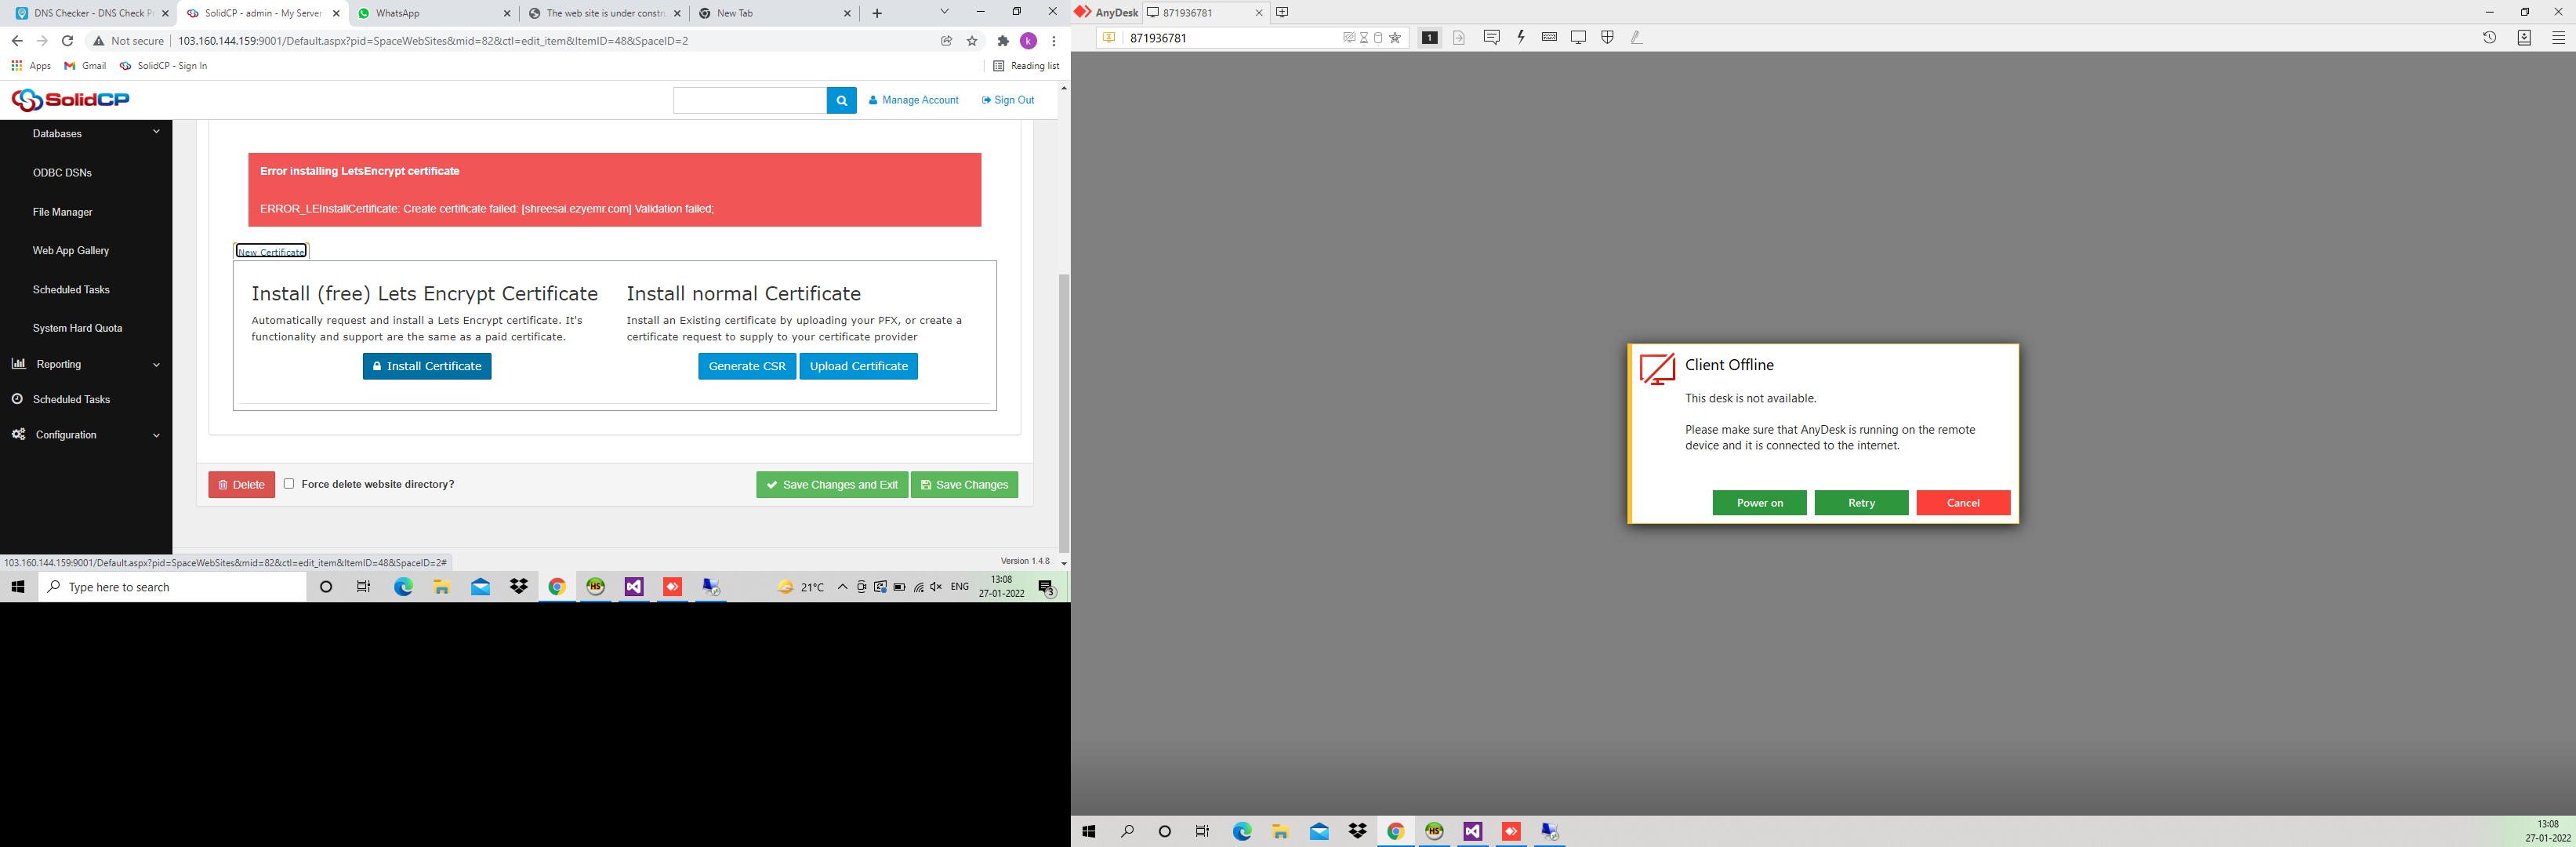 DNS Checker - DNS Check P
SolidCP - admin - My Server
WhatsApp
The web site is under constr
New Tab
Not secure
103.160.144.159:9001/Default.aspx?pid=SpaceWebSites&mid=82&ctl=edit_item&ItemID=48&SpaceID=2
k
Apps
Gmail
SolidCP - Sign In
Reading list
SolidCP
Manage Account
Sign Out
Databases
ODBC DSNs
File Manager
Web App Gallery
Scheduled Tasks
System Hard Quota
Reporting
Scheduled Tasks
Configuration
Error installing LetsEncrypt certificate
ERROR_LEInstallCertificate: Create certificate failed: [shreesai.ezyemr.com] Validation failed;
New Certificate
Install (free) Lets Encrypt Certificate
Automatically request and install a Lets Encrypt certificate. It's
functionality and support are the same as a paid certificate.
Install Certificate
Install normal Certificate
Install an Existing certificate by uploading your PFX, or create a
certificate request to supply to your certificate provider
Generate CSR
Upload Certificate
Delete
Force delete website directory?
Save Changes and Exit
Save Changes
Version 1.4.8
103.160.144.159:9001/Default.aspx?pid=SpaceWebSites&mid=82&ctl=edit_item&ItemID=48&SpaceID=2#
Type here to search
HS
21°C
ENG
13:08
27-01-2022
3
AnyDesk
871936781
871936781
1
Client Offline
This desk is not available.
Please make sure that AnyDesk is running on the remote
device and it is connected to the internet.
Power on
Retry
Cancel
HS
13:08
27-01-2022